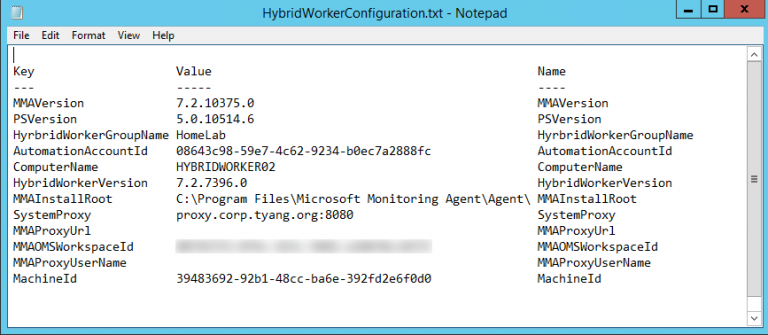 HybridWorkerConfiguration.txt - Notepad
File Edit Format View Help
Key Value Name
--- ----- ----
MMAVersion 7.2.10375.0 MMAVersion
PSVersion 5.0.10514.6 PSVersion
HyrbridWorkerGroupName HomeLab HyrbridWorkerGroupName
AutomationAccountId 08643c98-59e7-4c62-9234-b0ec7a2888fc AutomationAccountId
ComputerName HYBRIDWORKER02 ComputerName
HybridWorkerVersion 7.2.7396.0 HybridWorkerVersion
MMAInstallRoot C:\Program Files\Microsoft Monitoring Agent\Agent\ MMAInstallRoot
SystemProxy proxy.corp.tyang.org:8080 SystemProxy
MMAProxyUrl MMAProxyUrl
MMAOMSWorkspaceId MMAOMSWorkspaceId
MMAProxyUserName MMAProxyUserName
MachineId 39483692-92b1-48cc-ba6e-392fd2e6f0d0 MachineId